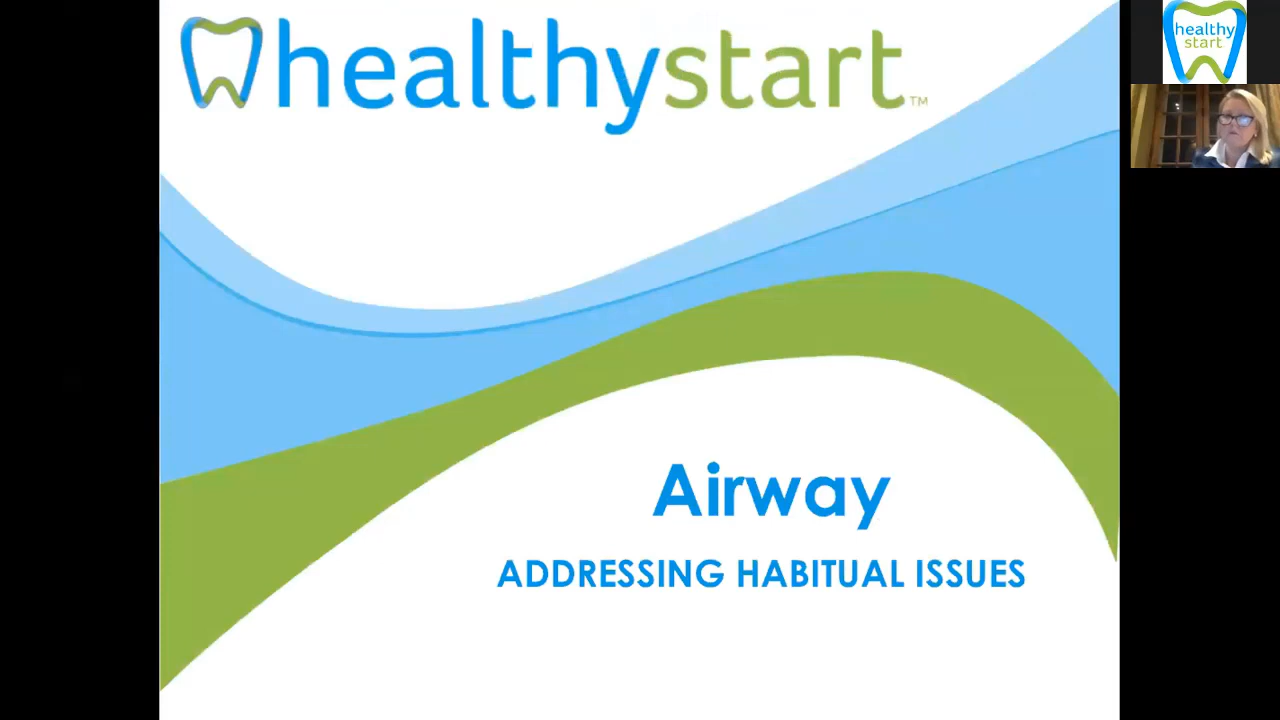 healthystart™
healthy
start
Airway
ADDRESSING HABITUAL ISSUES